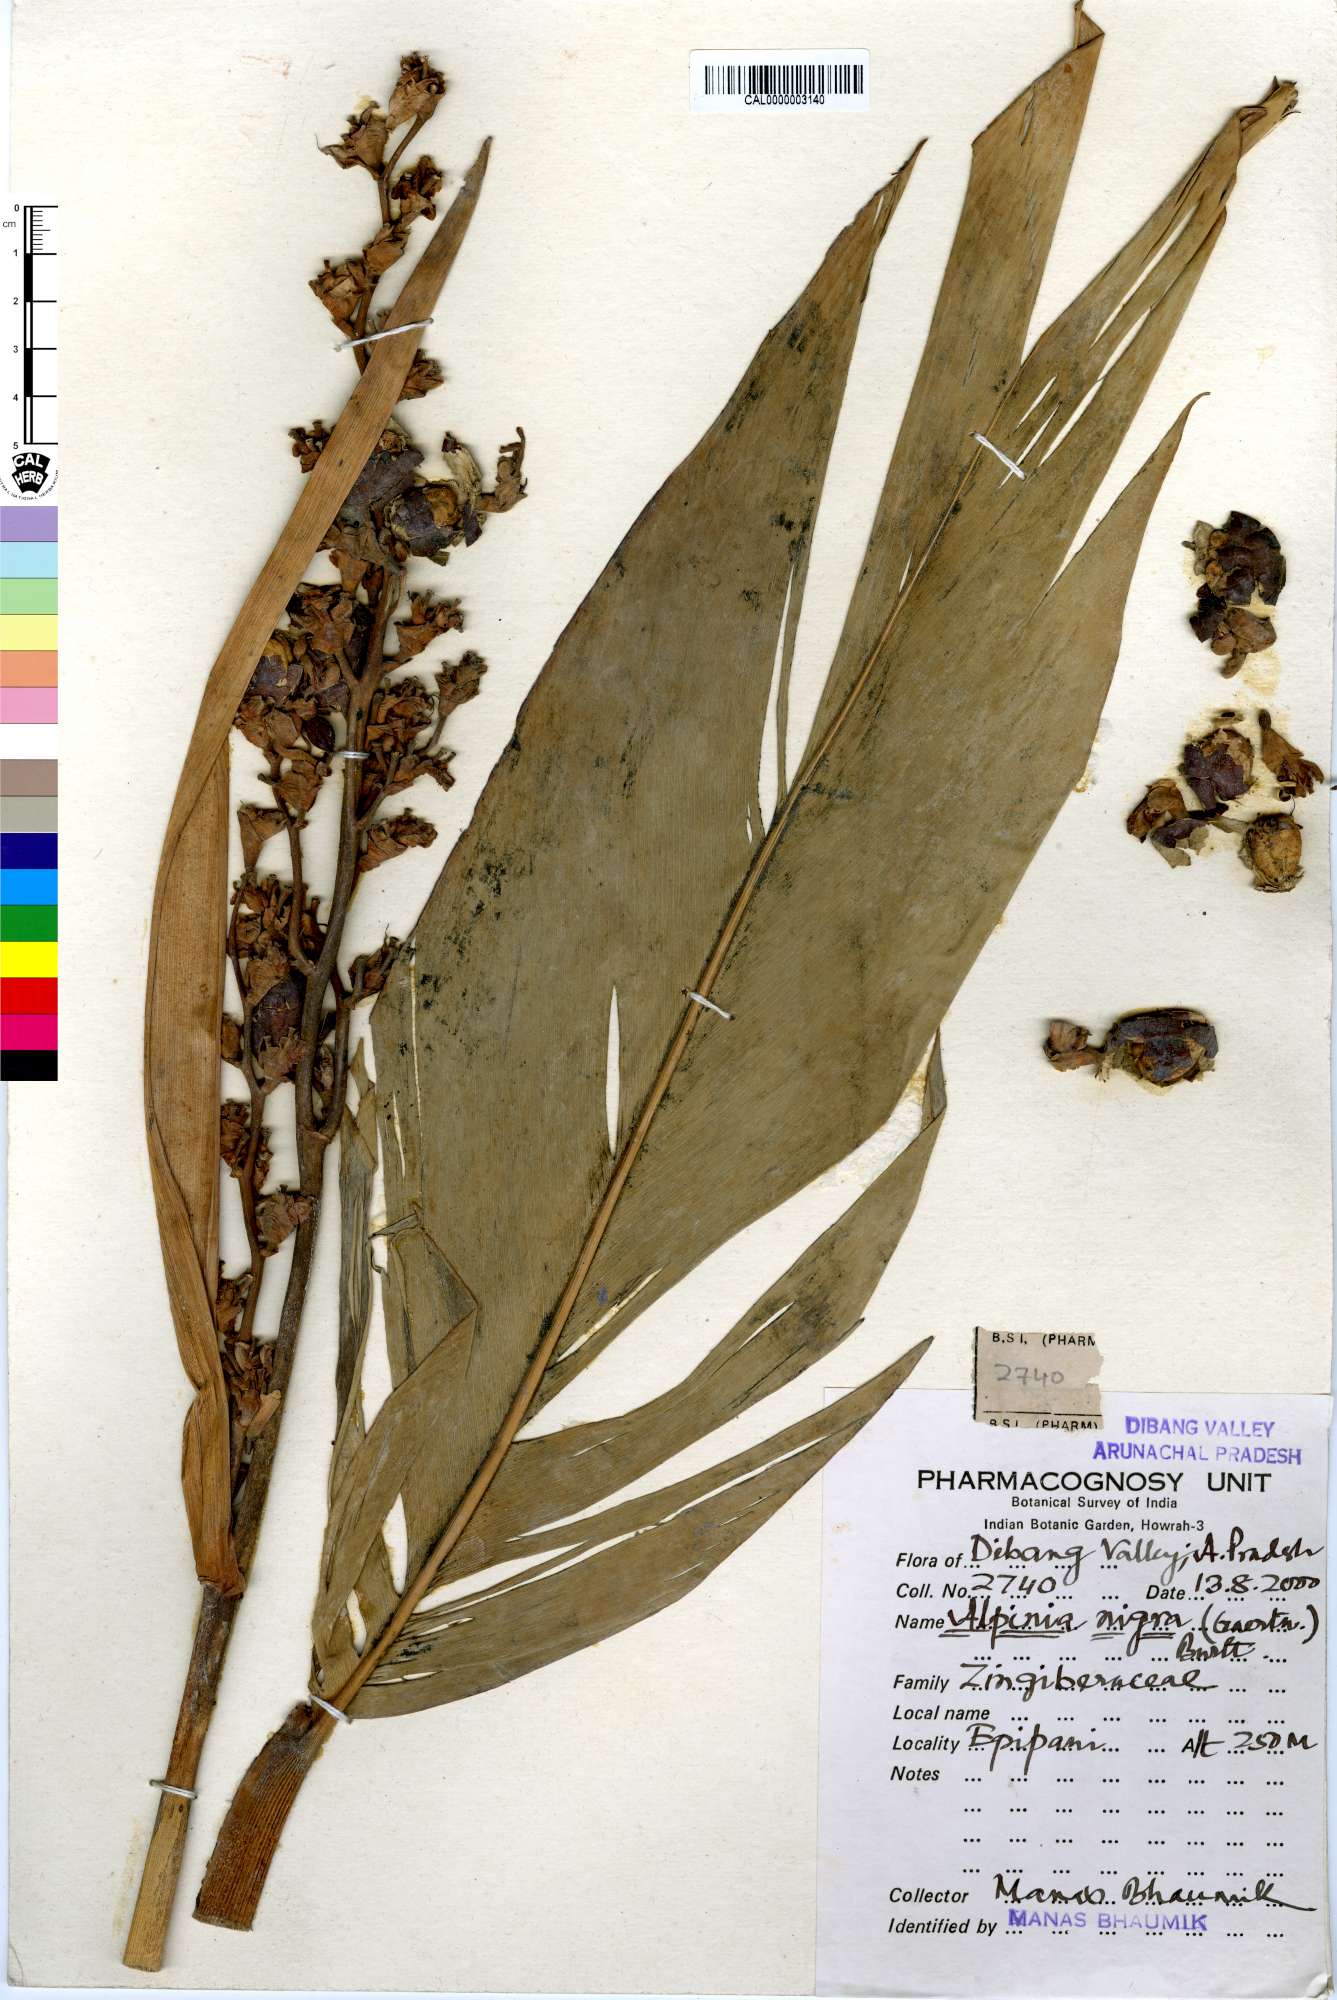 CAL0000003140
0
cm
1
2
3
4
5
CAL
HERB
B.S.I. (PHARM
2740
B.S.I. (PHARM)
DIBANG VALLEY
ARUNACHAL PRADESH
PHARMACOGNOSY UNIT
Botanical Survey of India
Indian Botanic Garden, Howrah-3
Flora of Dibang Valley, A. Pradesh
Coll. No. 2740 Date 13.8.2000
Name Alpinia nigra (Gaertn.)
Burtt.
Family Zingiberaceae
Local name
Locality Epipani Alt 250 M
Notes
Collector Manas Bhaumik
Identified by MANAS BHAUMIK